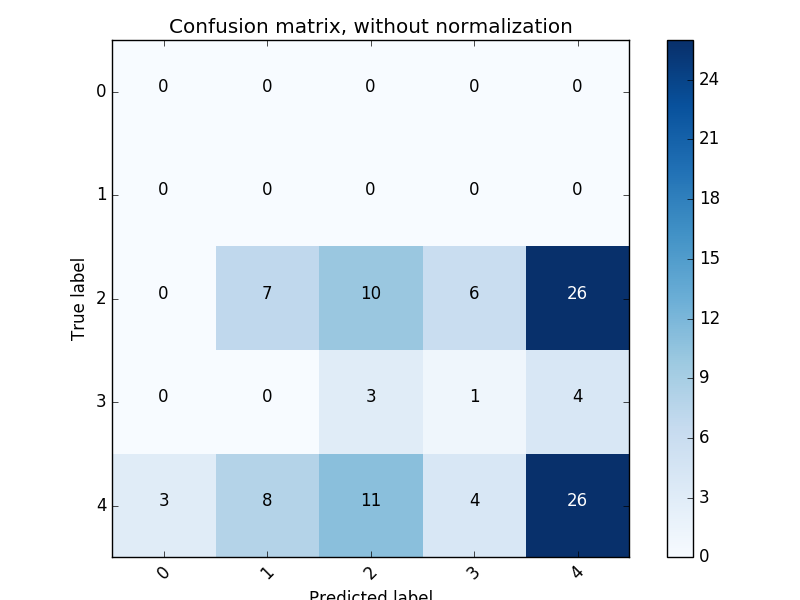 Confusion matrix, without normalization
0 0 0 0 0 0
1 0 0 0 0 0
2 0 7 10 6 26
3 0 0 3 1 4
4 3 8 11 4 26
0 1 2 3 4
True label
Predicted label
24
21
18
15
12
9
6
3
0